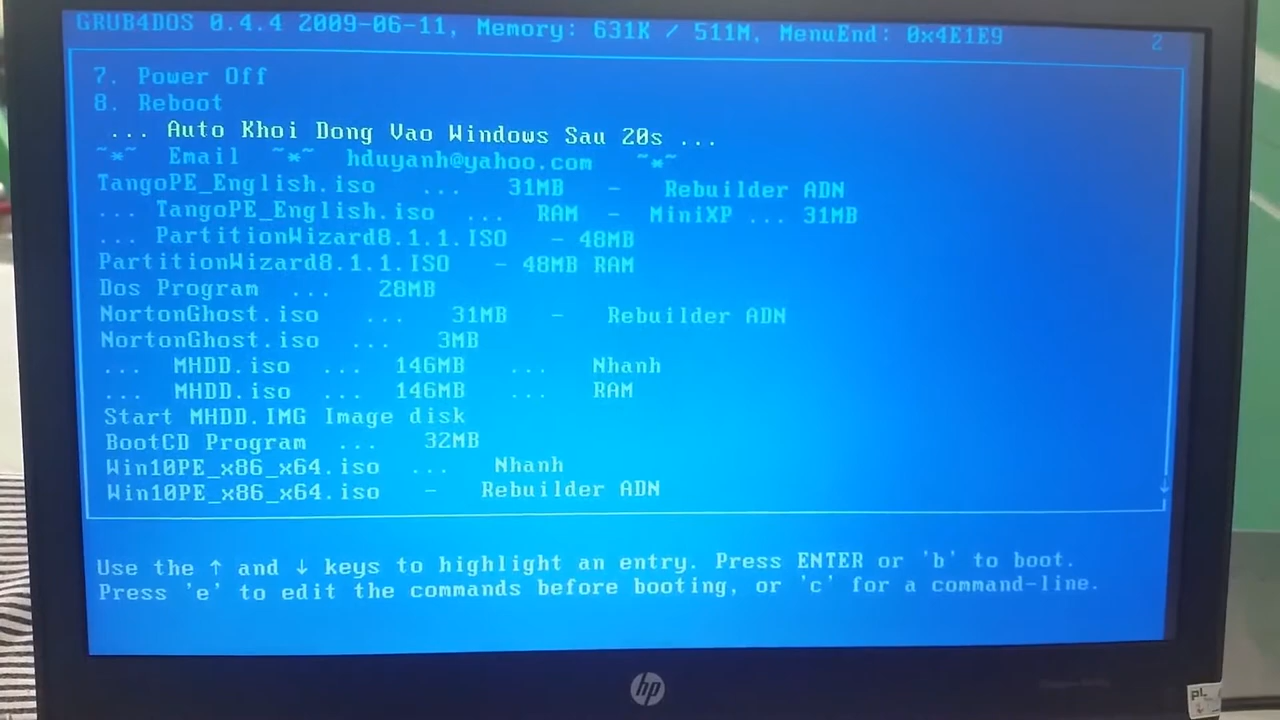 GRUB4DOS 0.4.4 2009-06-11, Memory: 631K / 511M, MenuEnd: 0x4E1E9
2
7. Power Off
8. Reboot
... Auto Khoi Dong Vao Windows Sau 20s ...
~*~ Email ~*~ hduyanh@yahoo.com ~*~
TangoPE_English.iso ... 31MB - Rebuilder ADN
... TangoPE_English.iso ... RAM - MiniXP ... 31MB
... PartitionWizard8.1.1.ISO - 48MB
PartitionWizard8.1.1.ISO - 48MB RAM
Dos Program ... 28MB
NortonGhost.iso ... 31MB - Rebuilder ADN
NortonGhost.iso ... 3MB
... MHDD.iso ... 146MB ... Nhanh
... MHDD.iso ... 146MB ... RAM
Start MHDD.IMG Image disk
BootCD Program ... 32MB
Win10PE_x86_x64.iso ... Nhanh
Win10PE_x86_x64.iso - Rebuilder ADN
Use the ↑ and ↓ keys to highlight an entry. Press ENTER or 'b' to boot.
Press 'e' to edit the commands before booting, or 'c' for a command-line.
hp
PL